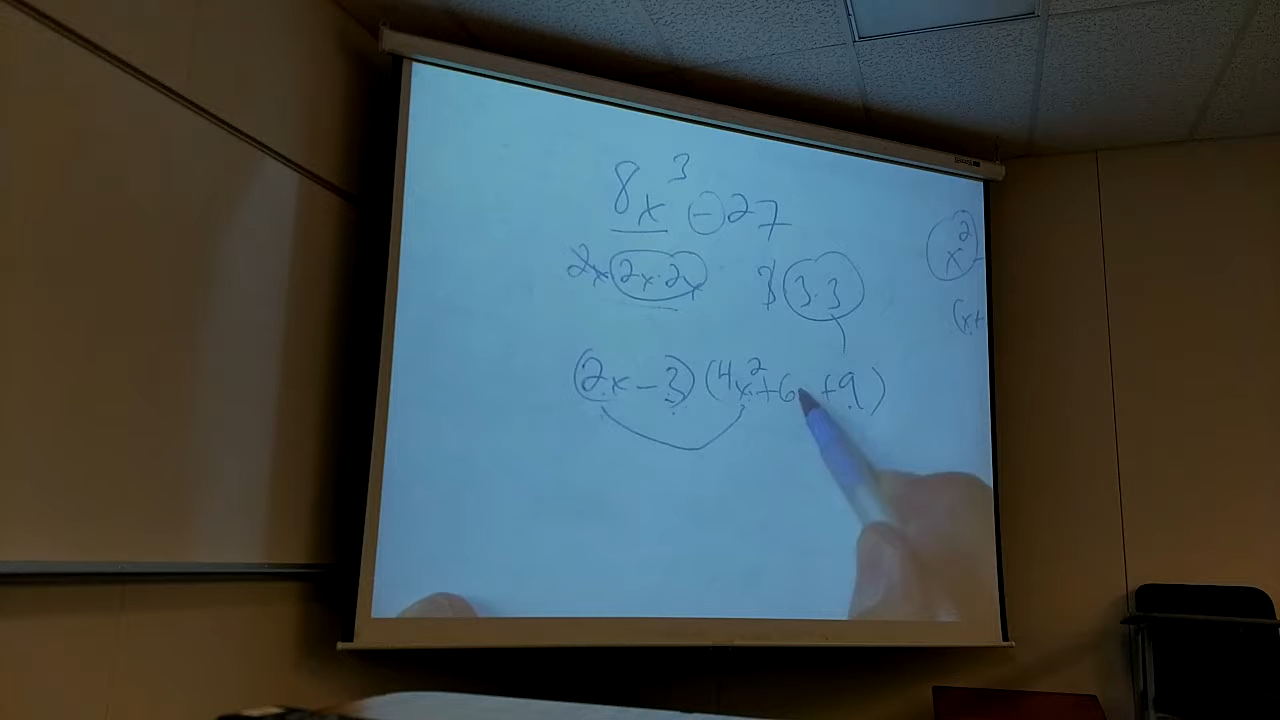 8x³ - 27 x²
2x 2x·2x 3 3·3 (x+
(2x - 3)(4x² + 6x + 9)